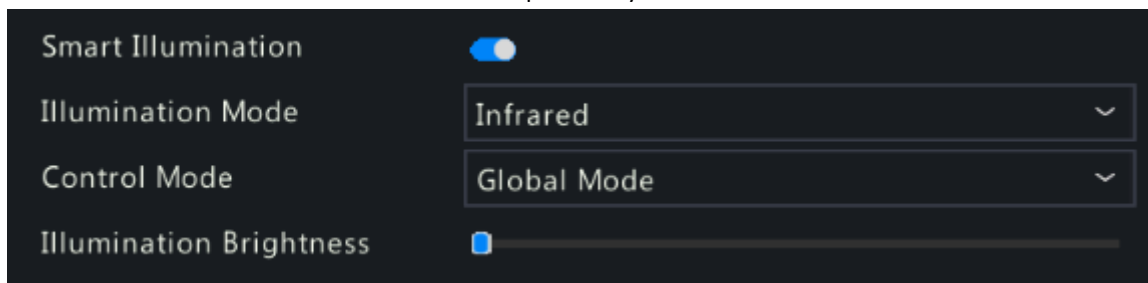 Smart Illumination
Illumination Mode Infrared
Control Mode Global Mode
Illumination Brightness